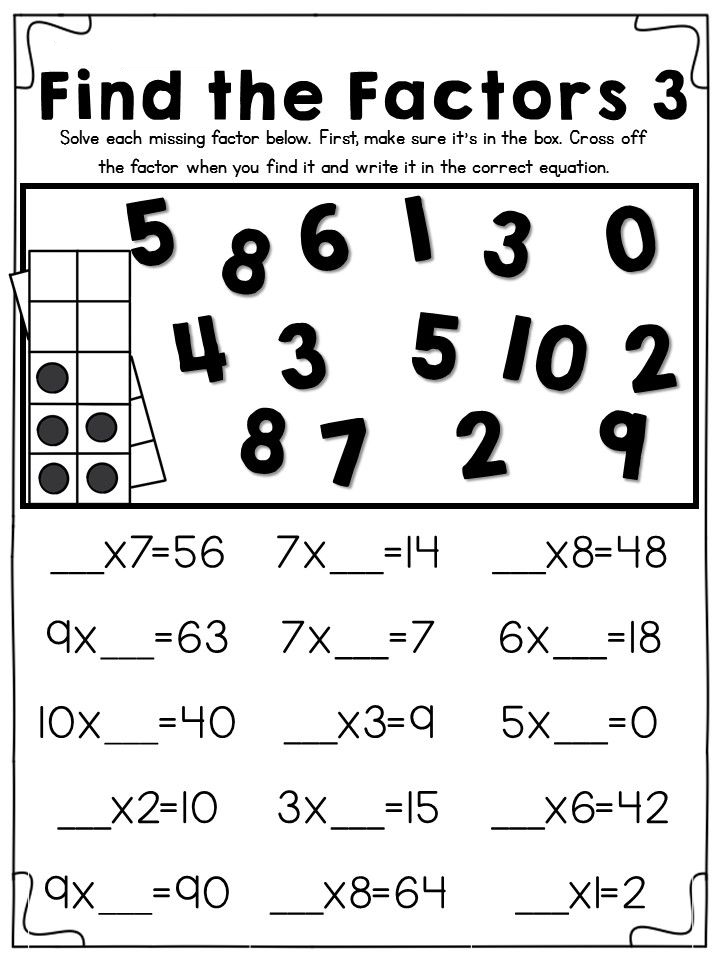 Find the Factors 3
Solve each missing factor below. First, make sure it's in the box. Cross off
the factor when you find it and write it in the correct equation.
5 8 6 1 3 0
4 3 5 10 2
8 7 2 9
___x7=56 7x___=14 ___x8=48
9x___=63 7x___=7 6x___=18
10x___=40 ___x3=9 5x___=0
___x2=10 3x___=15 ___x6=42
9x___=90 ___x8=64 ___x1=2